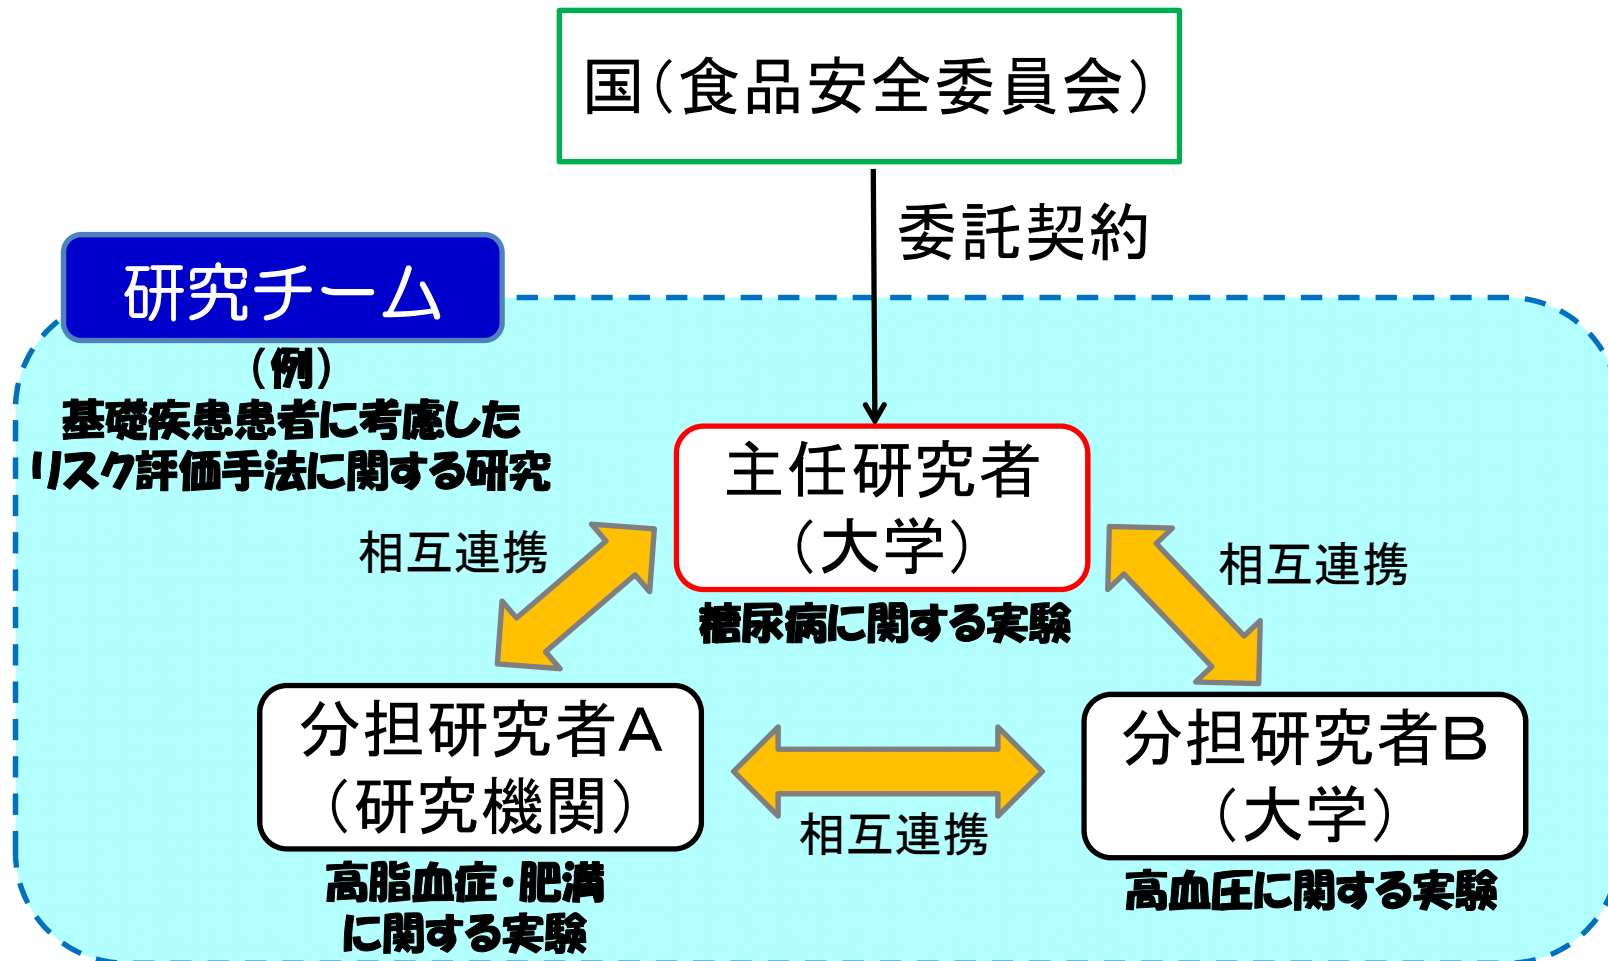 国（食品安全委員会）
委託契約
研究チーム
（例）
基礎疾患患者に考慮した
リスク評価手法に関する研究
主任研究者
（大学）
糖尿病に関する実験
相互連携
相互連携
分担研究者A
（研究機関）
高脂血症・肥満
に関する実験
相互連携
分担研究者B
（大学）
高血圧に関する実験